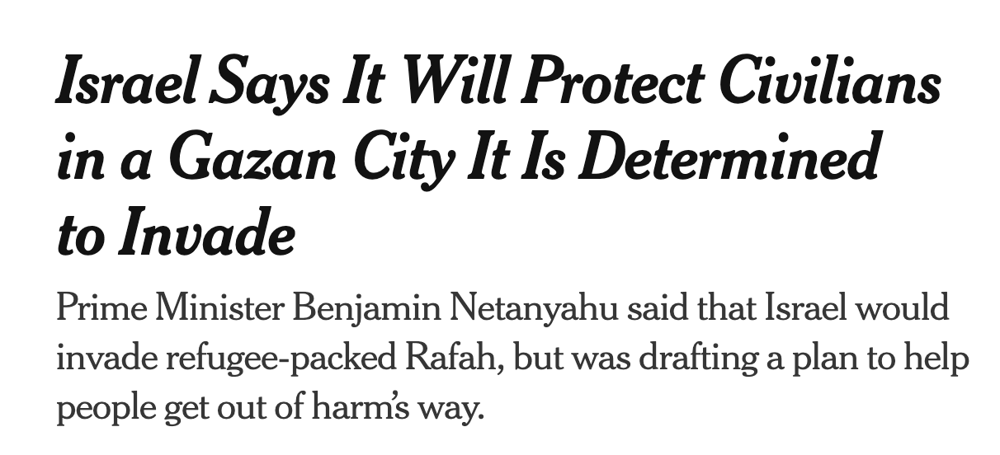 Israel Says It Will Protect Civilians
in a Gazan City It Is Determined
to Invade
Prime Minister Benjamin Netanyahu said that Israel would
invade refugee-packed Rafah, but was drafting a plan to help
people get out of harm’s way.